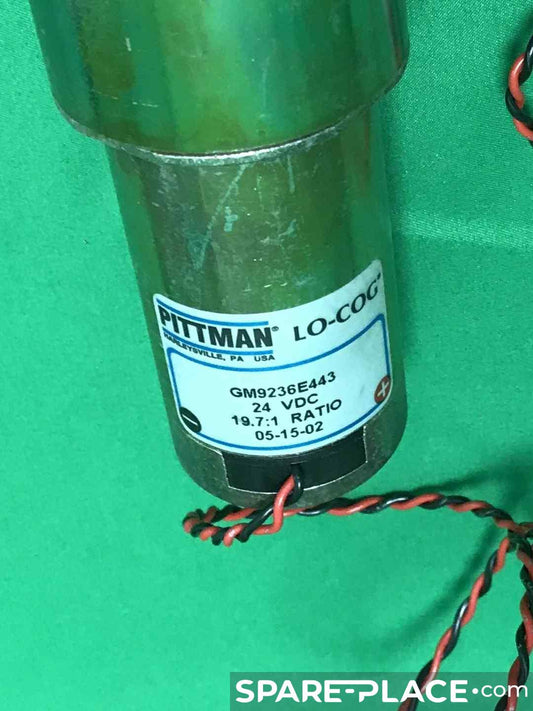 PITTMAN® LO-COG®
HARLEYSVILLE, PA USA
GM9236E443
24 VDC
19.7:1 RATIO
05-15-02
− +
SPARE-PLACE.com